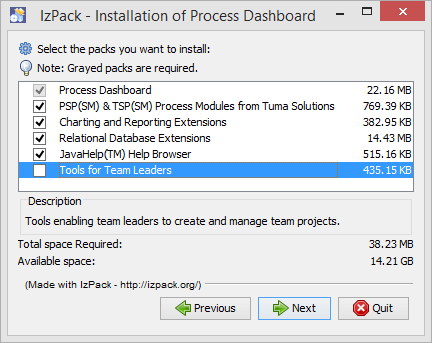 IzPack - Installation of Process Dashboard
Select the packs you want to install:
Note: Grayed packs are required.
Process Dashboard 22.16 MB
PSP(SM) & TSP(SM) Process Modules from Tuma Solutions 769.39 KB
Charting and Reporting Extensions 382.95 KB
Relational Database Extensions 14.43 MB
JavaHelp(TM) Help Browser 515.16 KB
Tools for Team Leaders 435.15 KB
Description
Tools enabling team leaders to create and manage team projects.
Total space Required: 38.23 MB
Available space: 14.21 GB
(Made with IzPack - http://izpack.org/)
Previous Next Quit